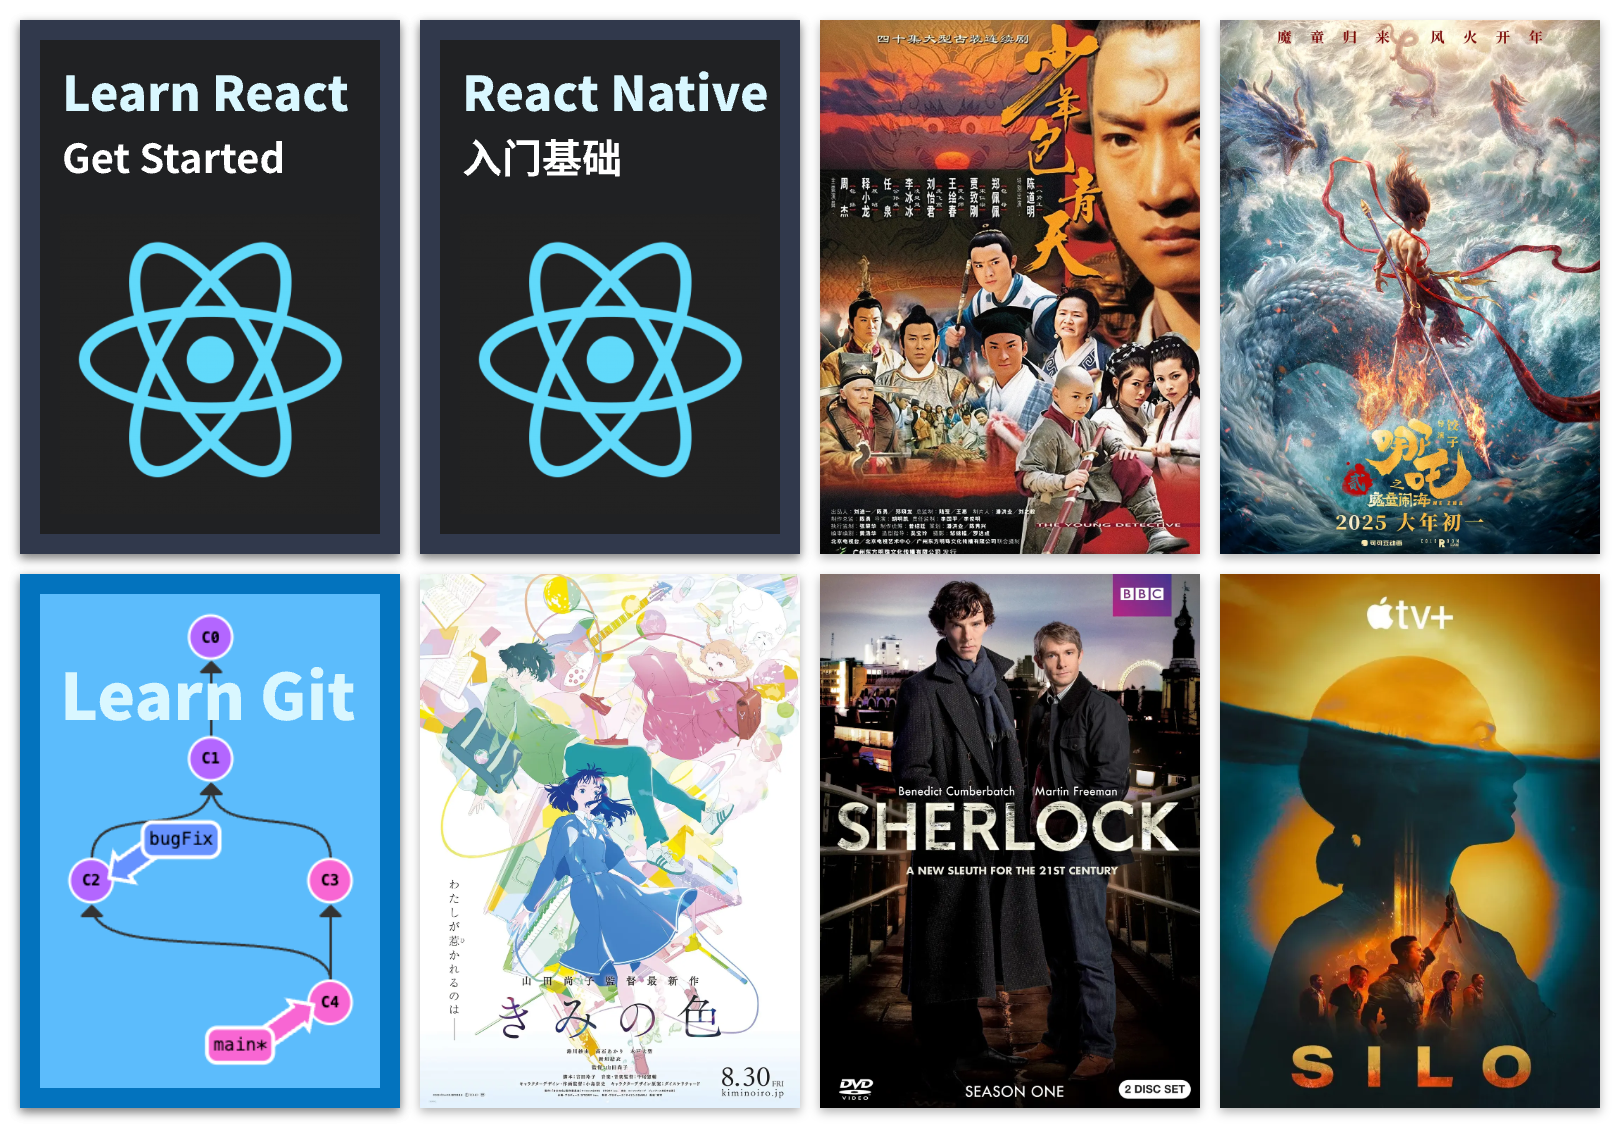 Learn React
Get Started
React Native
入门基础
四十集大型古装连续剧
少年包青天
周杰
释小龙
任泉
李冰冰
刘怡君
王绘春
贾致刚
郑佩佩
陈道明
THE YOUNG DETECTIVE
魔童归来 风火开年
导演 饺子
哪吒
之
魔童闹海
2025 大年初一
Learn Git
C0
C1
bugFix
C2
C3
C4
main*
わたしが惹かれるのは——
山田尚子監督最新作
きみの色
8.30 FRI
kiminoiro.jp
BBC
Benedict Cumberbatch Martin Freeman
SHERLOCK
A NEW SLEUTH FOR THE 21ST CENTURY
DVD
VIDEO
SEASON ONE
2 DISC SET
tv+
SILO